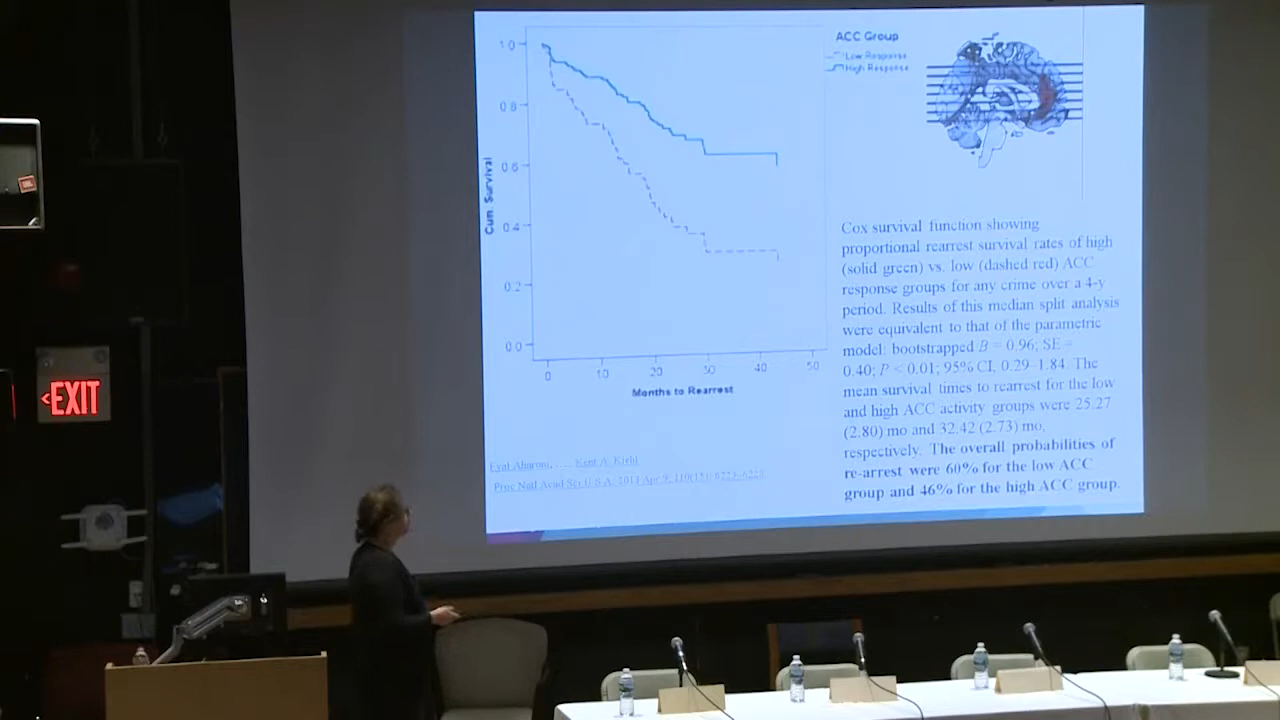 ACC Group
Low Response
High Response
1.0
0.8
0.6
0.4
0.2
0.0
Cum. Survival
0
10
20
30
40
50
Months to Rearrest
Cox survival function showing
proportional rearrest survival rates of high
(solid green) vs. low (dashed red) ACC
response groups for any crime over a 4-y
period. Results of this median split analysis
were equivalent to that of the parametric
model: bootstrapped B = 0.96; SE =
0.40; P < 0.01; 95% CI, 0.29–1.84. The
mean survival times to rearrest for the low
and high ACC activity groups were 25.27
(2.80) mo and 32.42 (2.73) mo,
respectively. The overall probabilities of
re-arrest were 60% for the low ACC
group and 46% for the high ACC group.
Eyal Aharoni, .... Kent A. Kiehl
Proc Natl Acad Sci U S A. 2013 Apr 9; 110(15): 6223–6228
EXIT